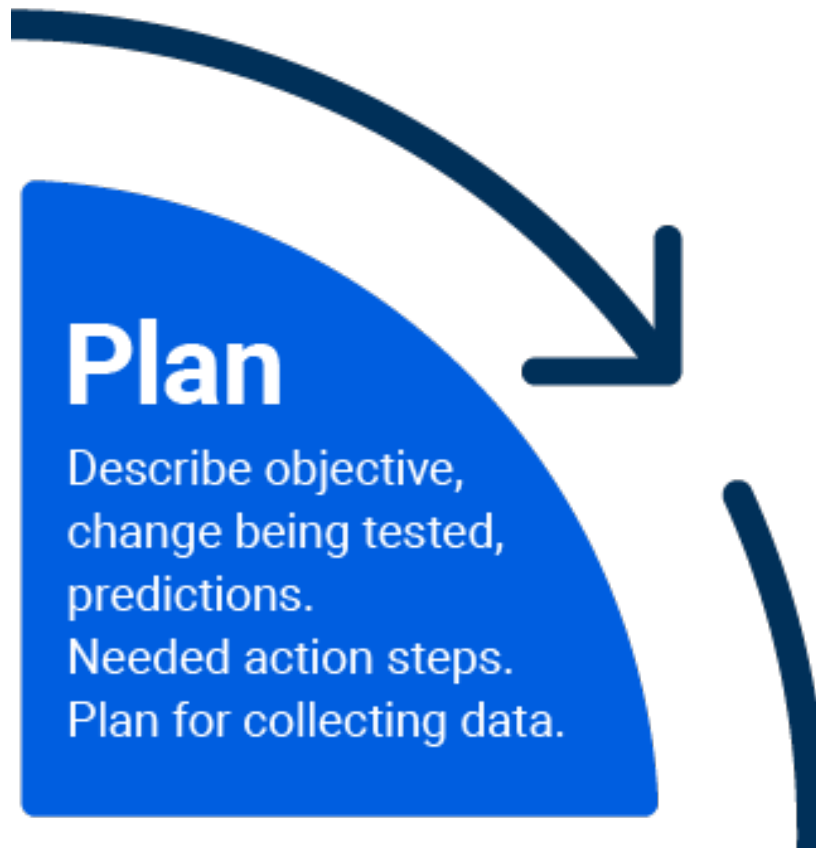 Plan
Describe objective,
change being tested,
predictions.
Needed action steps.
Plan for collecting data.